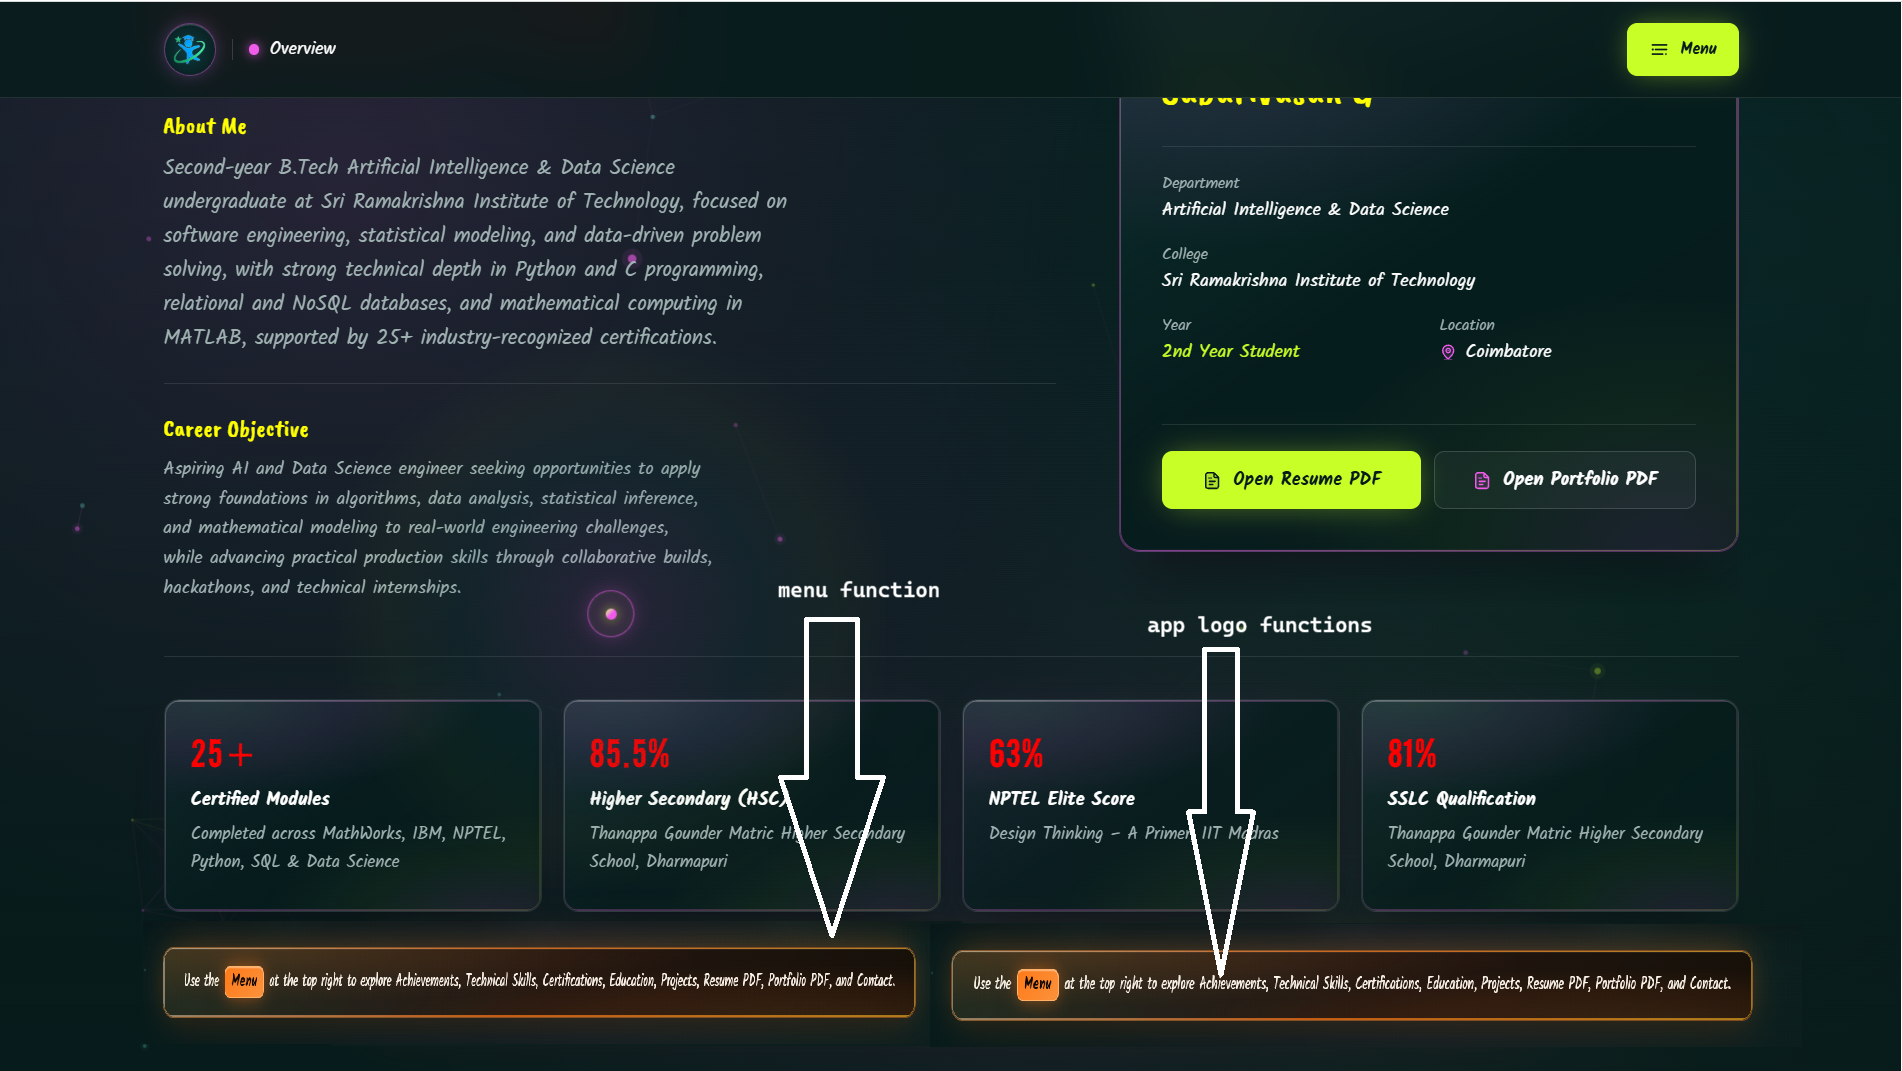 Overview
Menu
About Me
Second-year B.Tech Artificial Intelligence & Data Science
undergraduate at Sri Ramakrishna Institute of Technology, focused on
software engineering, statistical modeling, and data-driven problem
solving, with strong technical depth in Python and C programming,
relational and NoSQL databases, and mathematical computing in
MATLAB, supported by 25+ industry-recognized certifications.
Career Objective
Aspiring AI and Data Science engineer seeking opportunities to apply
strong foundations in algorithms, data analysis, statistical inference,
and mathematical modeling to real-world engineering challenges,
while advancing practical production skills through collaborative builds,
hackathons, and technical internships.
Department
Artificial Intelligence & Data Science
College
Sri Ramakrishna Institute of Technology
Year
2nd Year Student
Location
Coimbatore
Open Resume PDF
Open Portfolio PDF
menu function
app logo functions
25+
Certified Modules
Completed across MathWorks, IBM, NPTEL,
Python, SQL & Data Science
85.5%
Higher Secondary (HSC)
Thanappa Gounder Matric Higher Secondary
School, Dharmapuri
63%
NPTEL Elite Score
Design Thinking – A Primer, IIT Madras
81%
SSLC Qualification
Thanappa Gounder Matric Higher Secondary
School, Dharmapuri
Use the Menu at the top right to explore Achievements, Technical Skills, Certifications, Education, Projects, Resume PDF, Portfolio PDF, and Contact.
Use the Menu at the top right to explore Achievements, Technical Skills, Certifications, Education, Projects, Resume PDF, Portfolio PDF, and Contact.